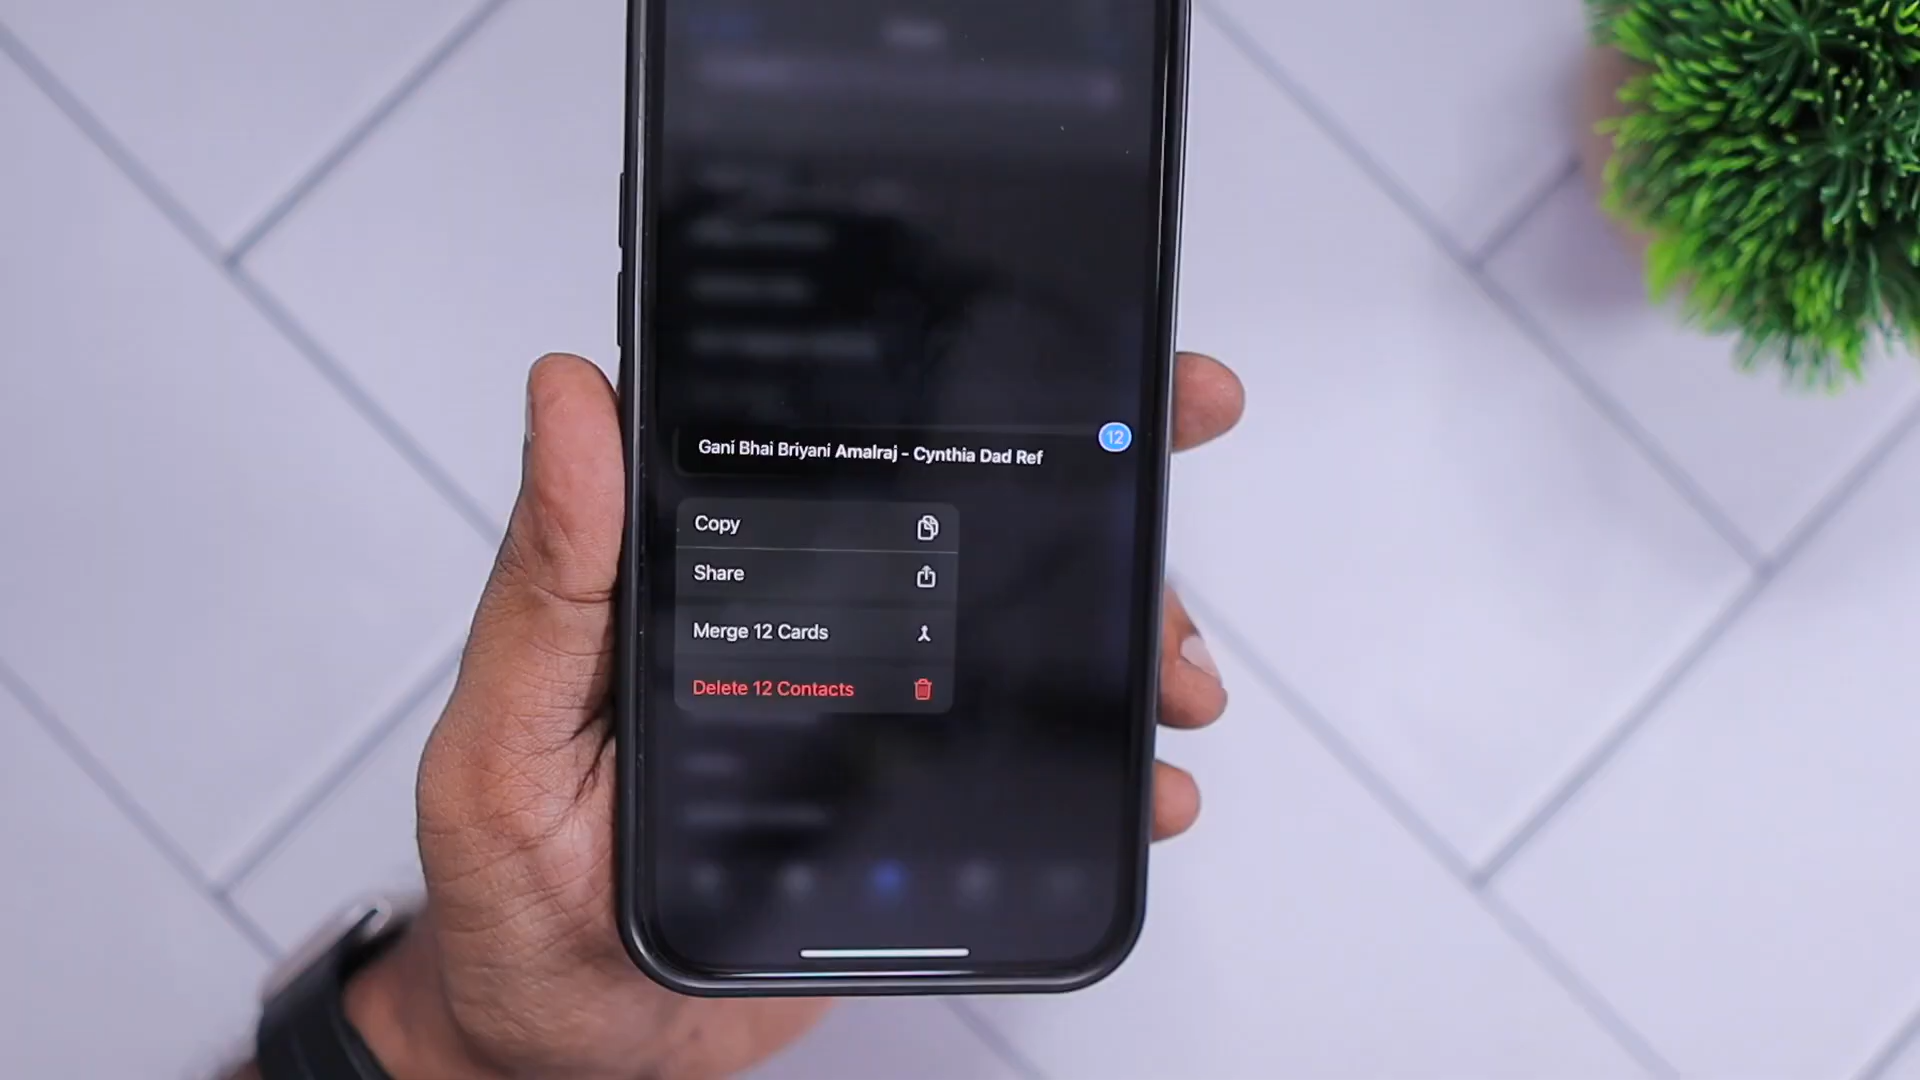 12
Gani Bhai Briyani Amalraj - Cynthia Dad Ref
Copy
Share
Merge 12 Cards
Delete 12 Contacts